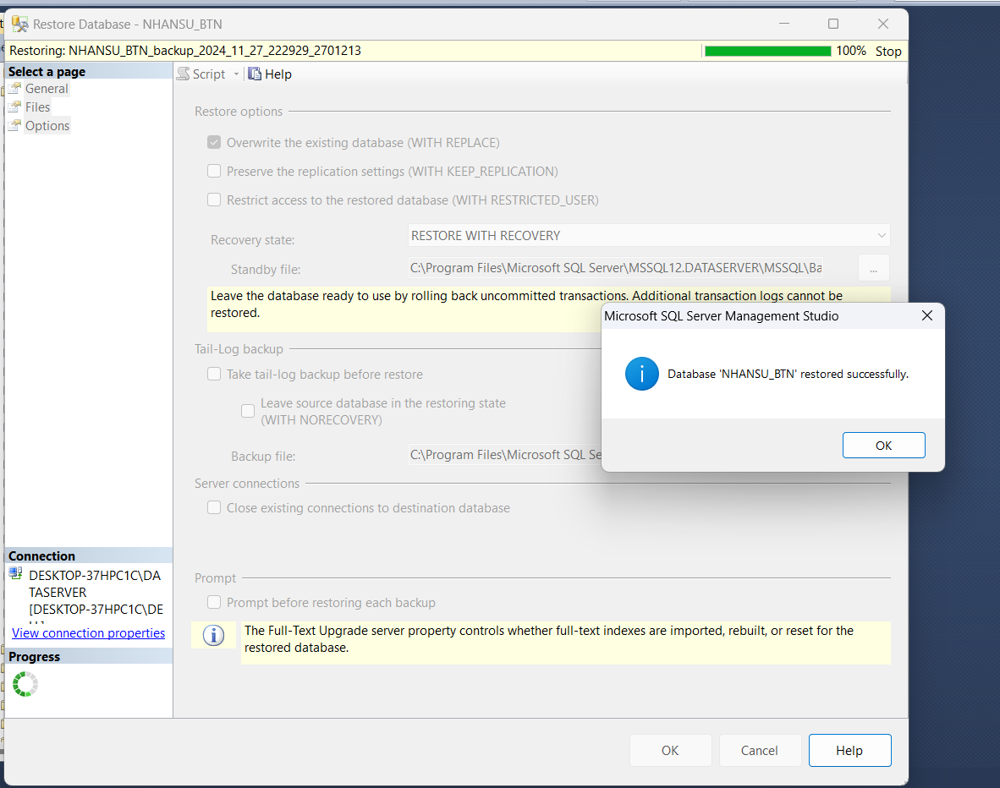 Restore Database - NHANSU_BTN
Restoring: NHANSU_BTN_backup_2024_11_27_222929_2701213
100%
Stop
Select a page
General
Files
Options
Script
Help
Restore options
Overwrite the existing database (WITH REPLACE)
Preserve the replication settings (WITH KEEP_REPLICATION)
Restrict access to the restored database (WITH RESTRICTED_USER)
Recovery state:
RESTORE WITH RECOVERY
Standby file:
C:\Program Files\Microsoft SQL Server\MSSQL12.DATASERVER\MSSQL\Ba
...
Leave the database ready to use by rolling back uncommitted transactions. Additional transaction logs cannot be
restored.
Tail-Log backup
Take tail-log backup before restore
Leave source database in the restoring state
(WITH NORECOVERY)
Backup file:
C:\Program Files\Microsoft SQL Se
Server connections
Close existing connections to destination database
Prompt
Prompt before restoring each backup
The Full-Text Upgrade server property controls whether full-text indexes are imported, rebuilt, or reset for the
restored database.
Microsoft SQL Server Management Studio
Database 'NHANSU_BTN' restored successfully.
OK
Connection
DESKTOP-37HPC1C\DA
TASERVER
[DESKTOP-37HPC1C\DE
View connection properties
Progress
OK
Cancel
Help